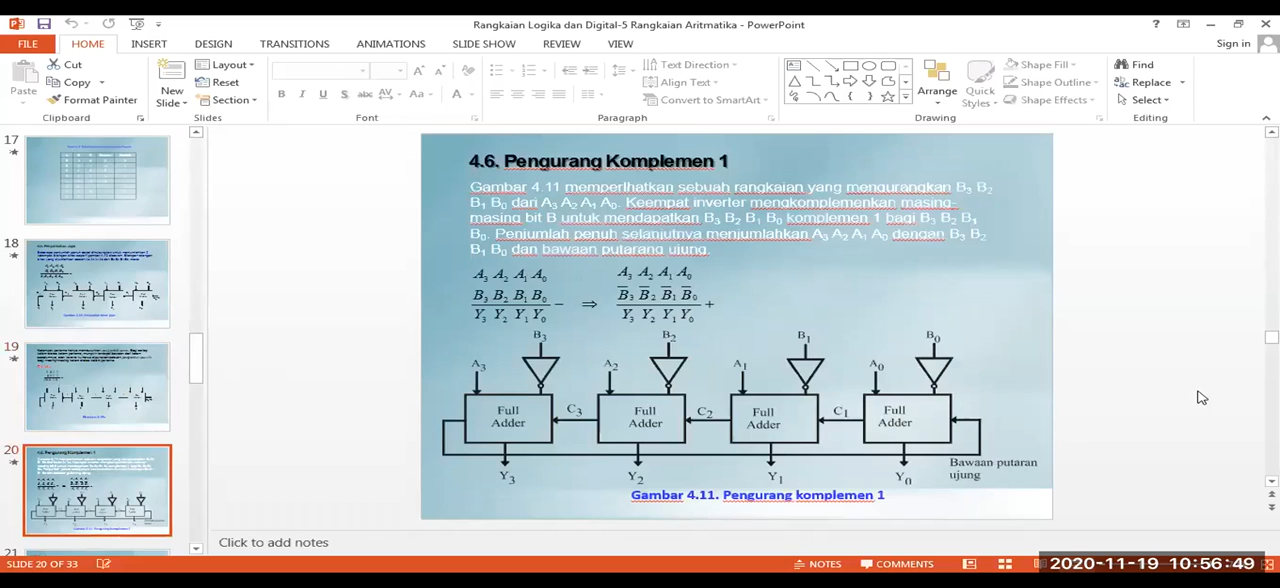 Rangkaian Logika dan Digital-5 Rangkaian Aritmatika - PowerPoint
FILE HOME INSERT DESIGN TRANSITIONS ANIMATIONS SLIDE SHOW REVIEW VIEW Sign in
Paste
Cut
Copy
Format Painter
Clipboard
New
Slide
Layout
Reset
Section
Slides
Font
Text Direction
Align Text
Convert to SmartArt
Paragraph
Arrange
Quick
Styles
Shape Fill
Shape Outline
Shape Effects
Drawing
Find
Replace
Select
Editing
17
18
19
20
21
4.6. Pengurang Komplemen 1
Gambar 4.11 memperlihatkan sebuah rangkaian yang mengurangkan B3 B2
B1 B0 dari A3 A2 A1 A0. Keempat inverter mengkomplemenkan masing-
masing bit B untuk mendapatkan B3 B2 B1 B0 komplemen 1 bagi B3 B2 B1
B0. Penjumlah penuh selanjutnya menjumlahkan A3 A2 A1 A0 dengan B3 B2
B1 B0 dan bawaan putarang ujung.
A3 A2 A1 A0 A3 A2 A1 A0
B3 B2 B1 B0 − ⇒ B̅3 B̅2 B̅1 B̅0 +
Y3 Y2 Y1 Y0 Y3 Y2 Y1 Y0
B3 B2 B1 B0
A3 A2 A1 A0
Full Adder C3 Full Adder C2 Full Adder C1 Full Adder
Y3 Y2 Y1 Y0
Bawaan putaran
ujung
Gambar 4.11. Pengurang komplemen 1
Click to add notes
SLIDE 20 OF 33 NOTES COMMENTS
2020-11-19 10:56:49